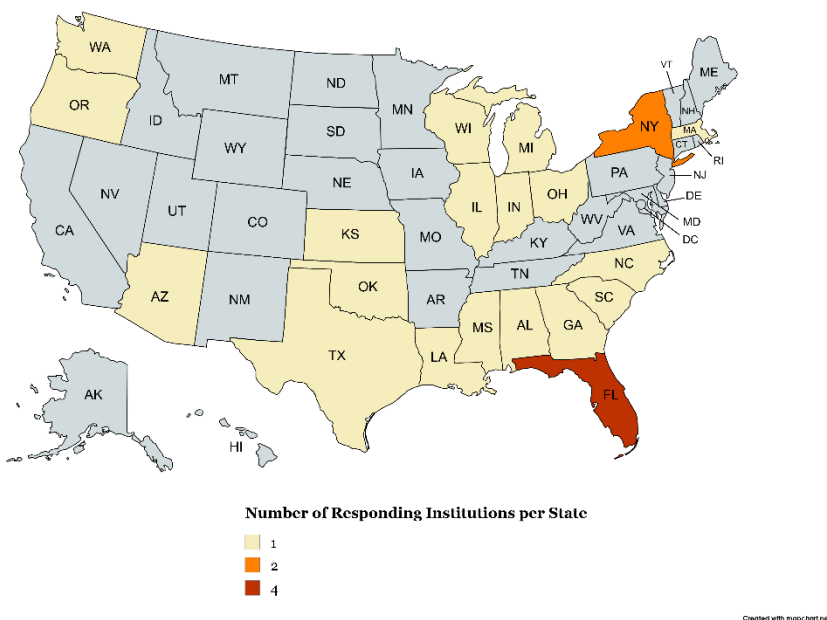 WA
MT
ND
MN
VT
ME
OR
ID
SD
WI
MI
NY
NH
MA
CT
RI
WY
IA
PA
NJ
NV
NE
IL
IN
OH
DE
UT
CO
WV
MD
CA
KS
MO
KY
VA
DC
AZ
NM
OK
AR
TN
NC
SC
TX
LA
MS
AL
GA
AK
FL
HI
Number of Responding Institutions per State
1
2
4
Created with mapchart.ne